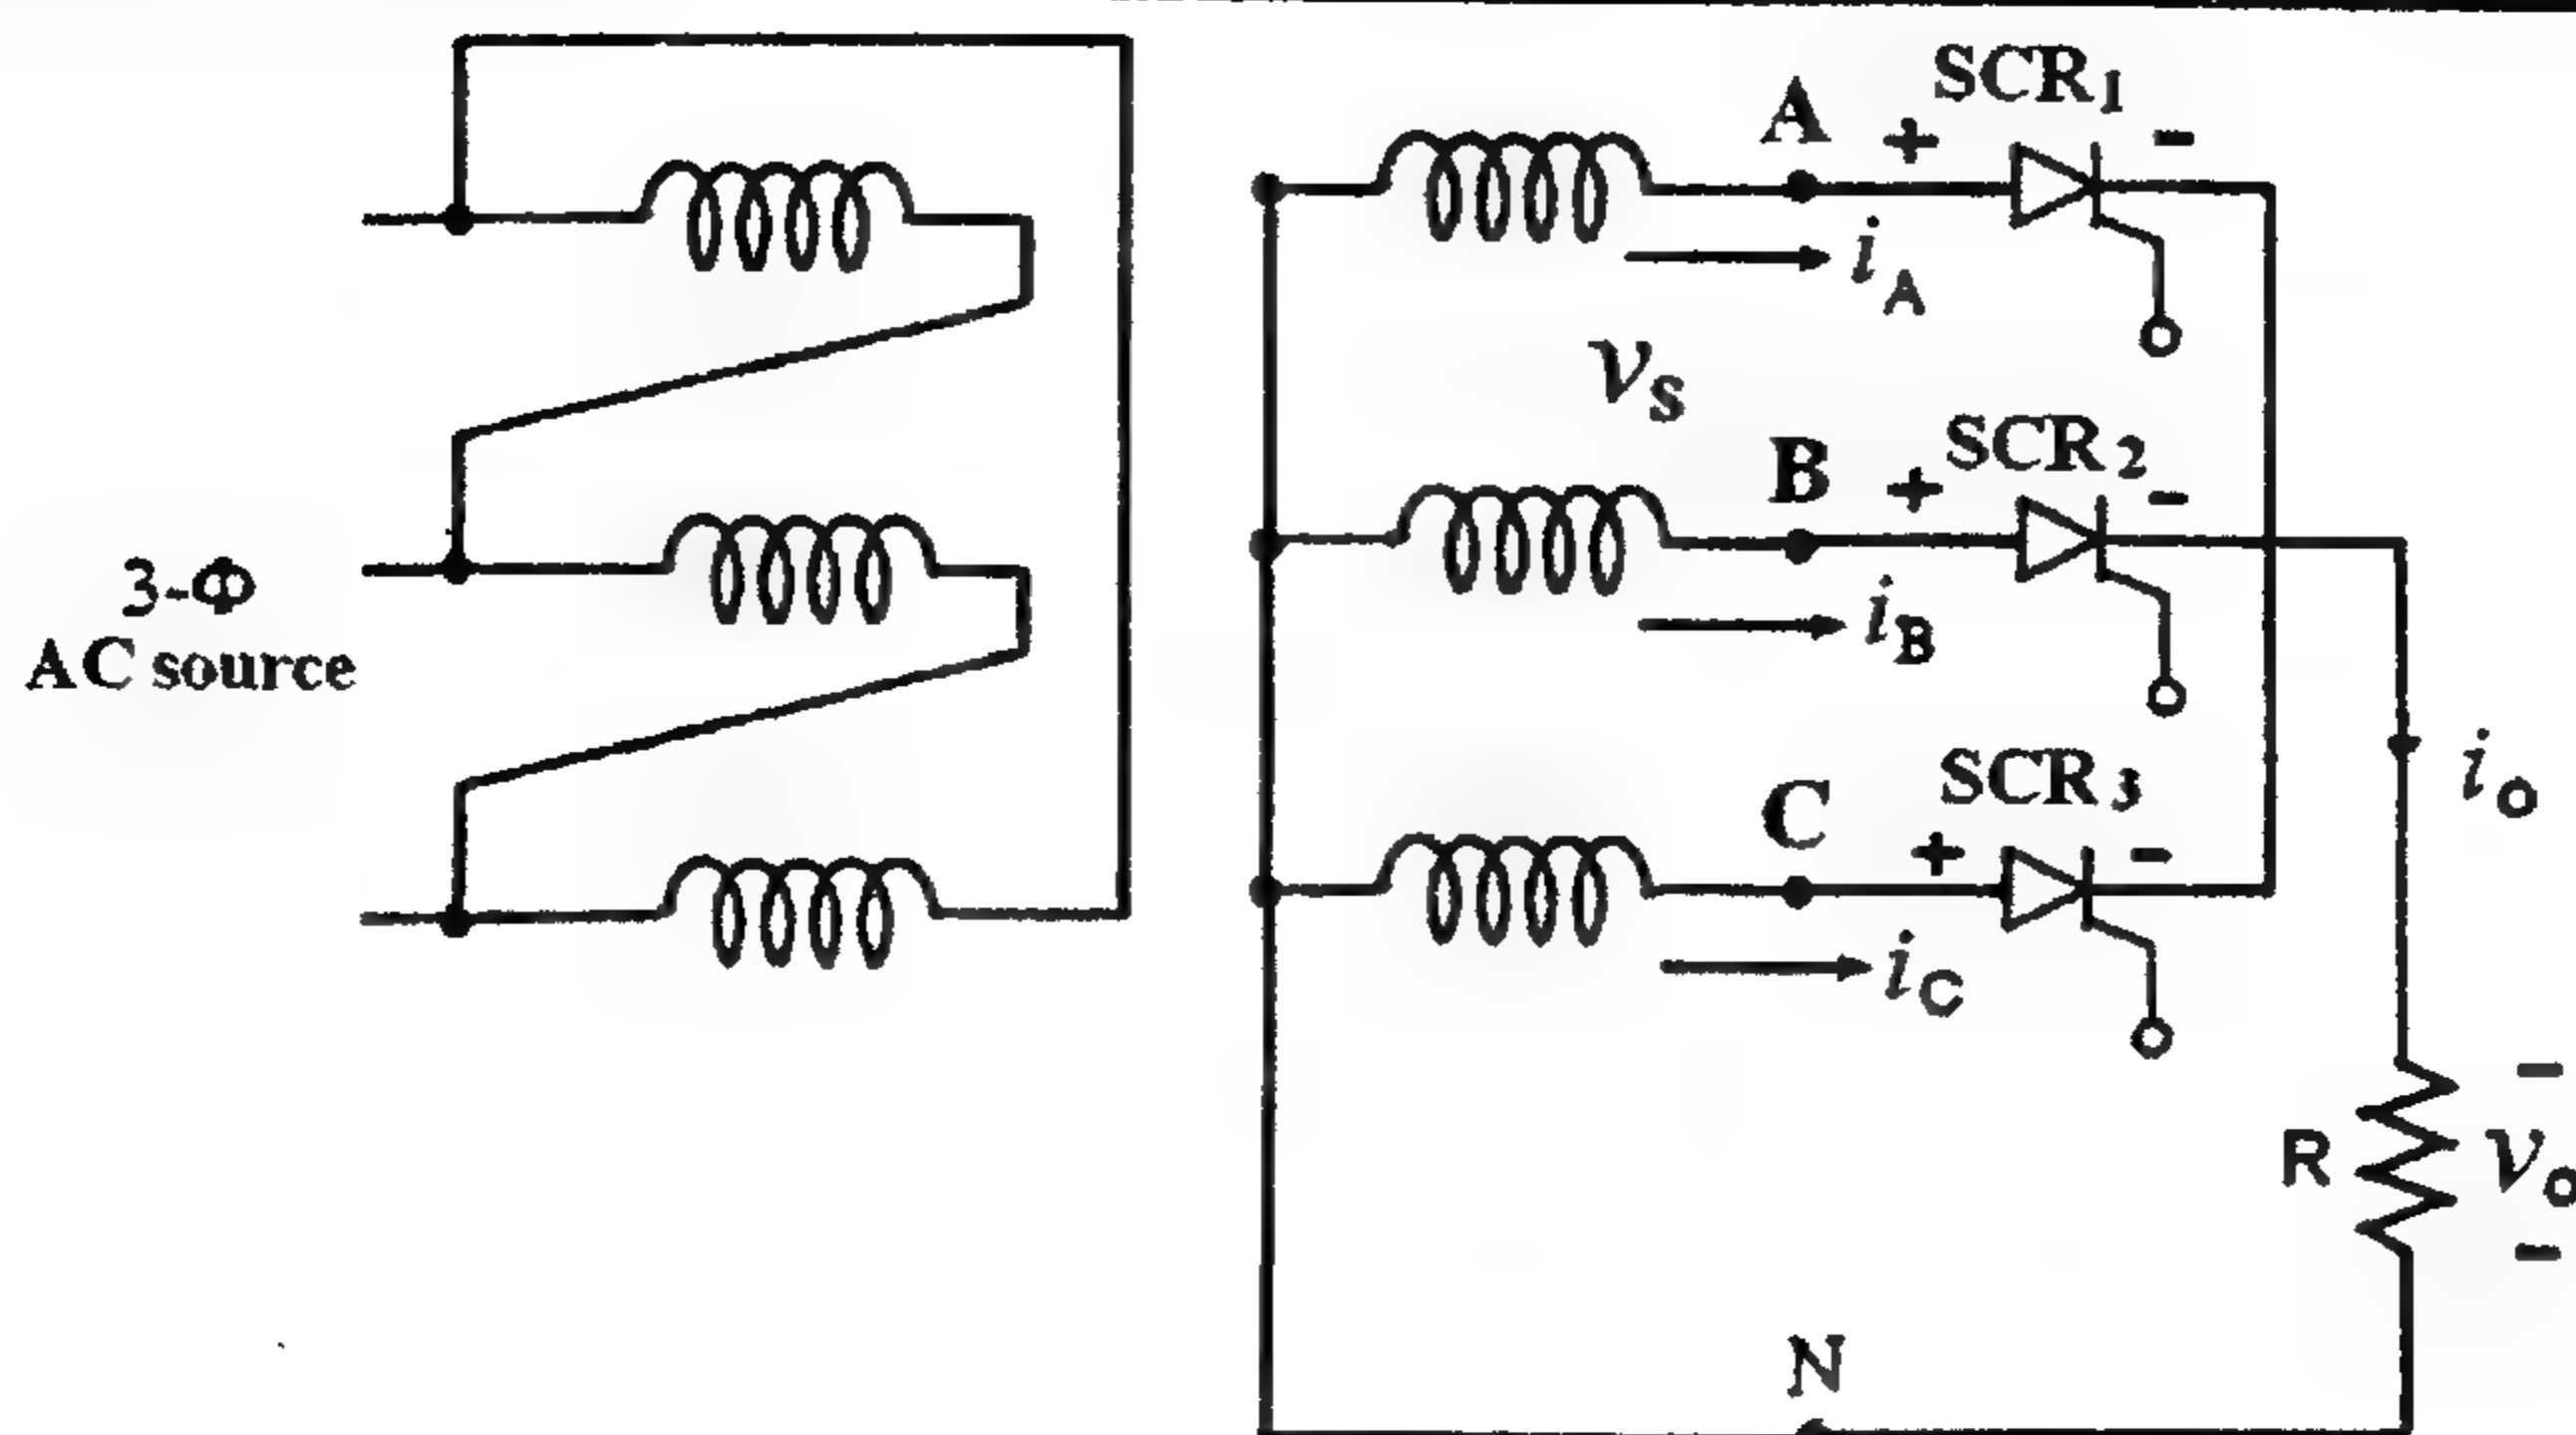 SCR1
A + -
iA
vS
SCR2
B + -
3-Φ
AC source
iB
SCR3
C + -
iO
iC
-
R vo
-
N